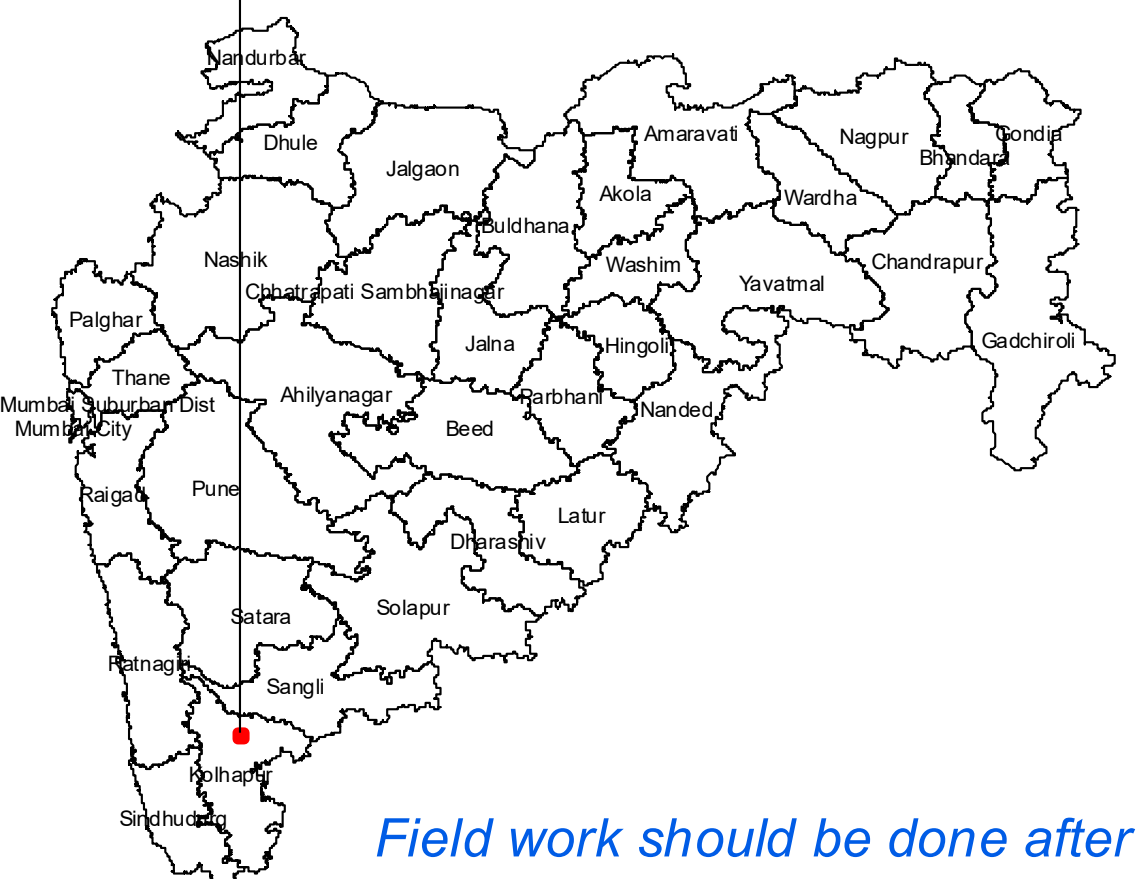 Nandurbar
Dhule
Jalgaon
Amaravati
Nagpur
Gondia
Bhandara
Akola
Wardha
Buldhana
Nashik
Washim
Chandrapur
Yavatmal
Chhatrapati Sambhajinagar
Palghar
Jalna
Hingoli
Gadchiroli
Thane
Ahilyanagar
Parbhani
Mumbai Suburban Dist
Nanded
Mumbai City
Beed
Raigad
Pune
Latur
Dharashiv
Satara
Solapur
Ratnagiri
Sangli
Kolhapur
Sindhudurg
Field work should be done after